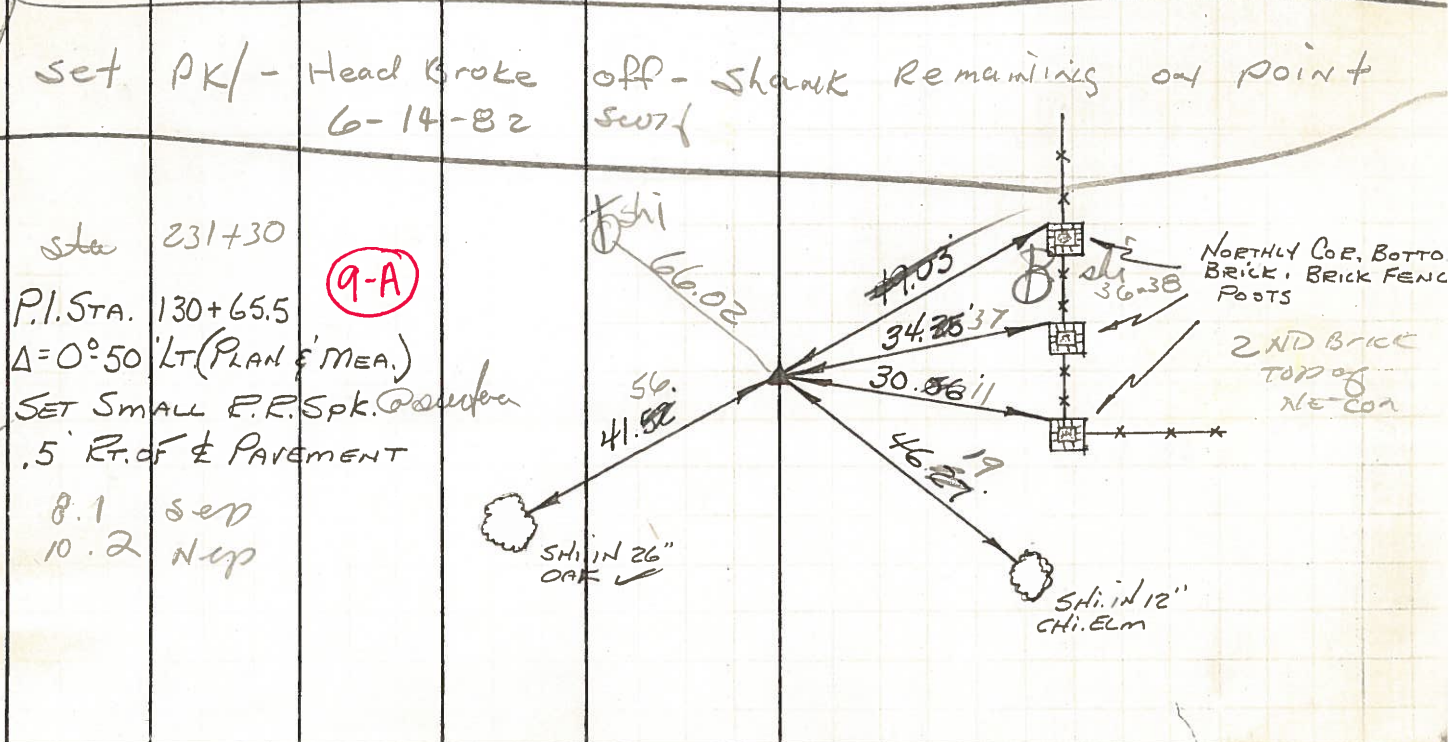 set PK/- Head Broke off - Shank Remaining on point
6-14-82
sta 231+30
9-A
P.I. STA. 130+65.5
Δ=0°50' LT. (PLAN & MEA.)
SET SMALL R.R. SPK.
.5' RT. OF ℄ PAVEMENT
8.1 sep
10.2 Nep
shi
66.02
19.03'
34.25 '37
30.86 '11
46.27 '19
56.
41.52
36.38
NORTHLY COR. BOTTO
BRICK, BRICK FENC
POSTS
2ND Brick
TOP of
NE-COR
SHI. IN 26"
OAK ✓
SHI. IN 12"
CHI. ELM